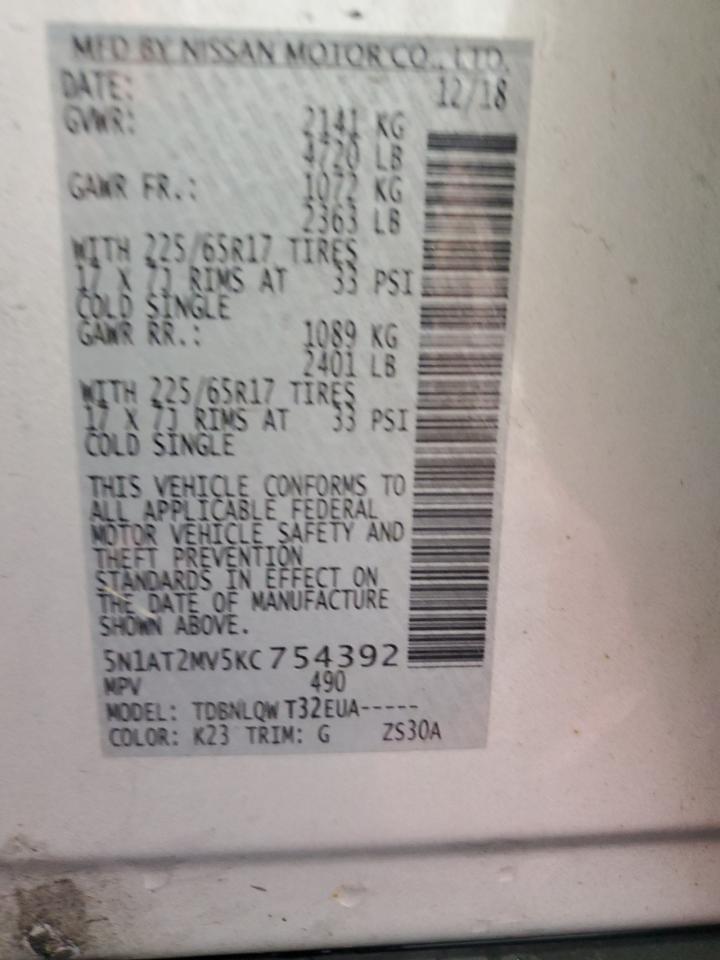 MFD BY NISSAN MOTOR CO., LTD.
DATE: 12/18
GVWR: 2141 KG
4720 LB
GAWR FR.: 1072 KG
2363 LB
WITH 225/65R17 TIRES
17 X 7J RIMS AT 33 PSI
COLD SINGLE
GAWR RR.: 1089 KG
2401 LB
WITH 225/65R17 TIRES
17 X 7J RIMS AT 33 PSI
COLD SINGLE
THIS VEHICLE CONFORMS TO
ALL APPLICABLE FEDERAL
MOTOR VEHICLE SAFETY AND
THEFT PREVENTION
STANDARDS IN EFFECT ON
THE DATE OF MANUFACTURE
SHOWN ABOVE.
5N1AT2MV5KC754392
MPV 490
MODEL: TDBNLQWT32EUA-----
COLOR: K23 TRIM: G ZS30A